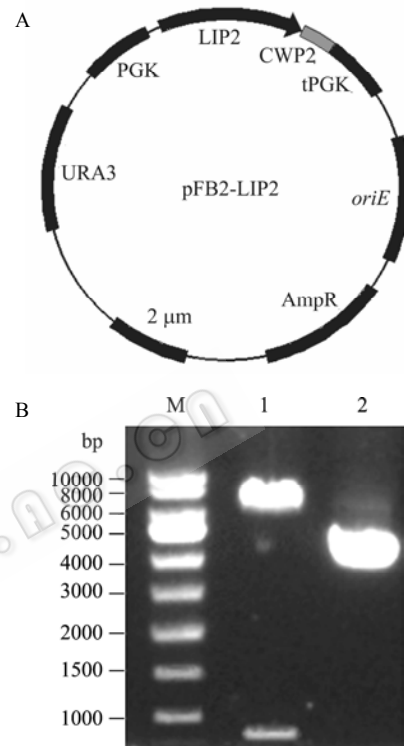 A
LIP2
CWP2
tPGK
PGK
URA3
pFB2-LIP2
oriE
AmpR
2 μm
B
M 1 2
bp
10000
8000
6000
5000
4000
3000
2000
1500
1000